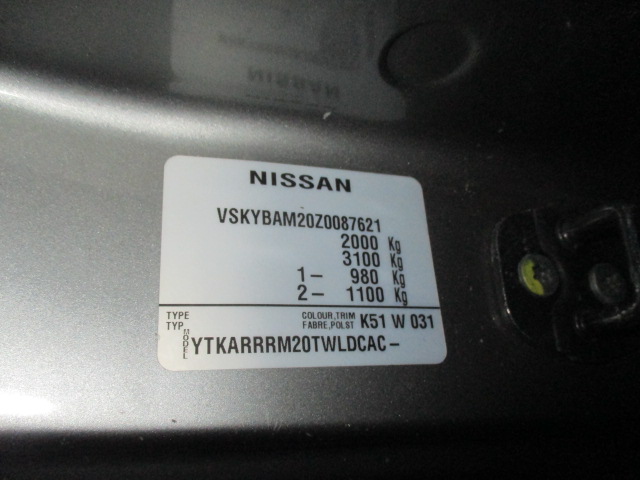 NISSAN
VSKYBAM20Z0087621
2000 Kg
3100 Kg
1- 980 Kg
2- 1100 Kg
TYPE COLOUR,TRIM
TYP FABRE,POLST K51 W 031
MODEL YTKARRRM20TWLDCAC-